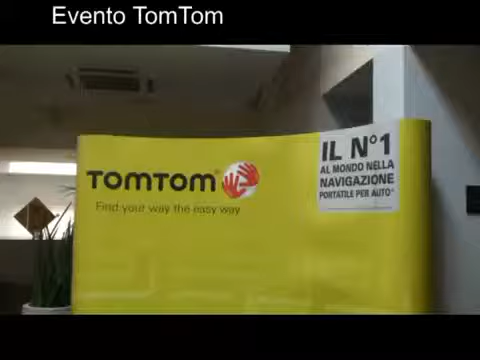 Evento TomTom
TOMTOM
Find your way the easy way
IL N°1
AL MONDO NELLA
NAVIGAZIONE
PORTATILE PER AUTO*